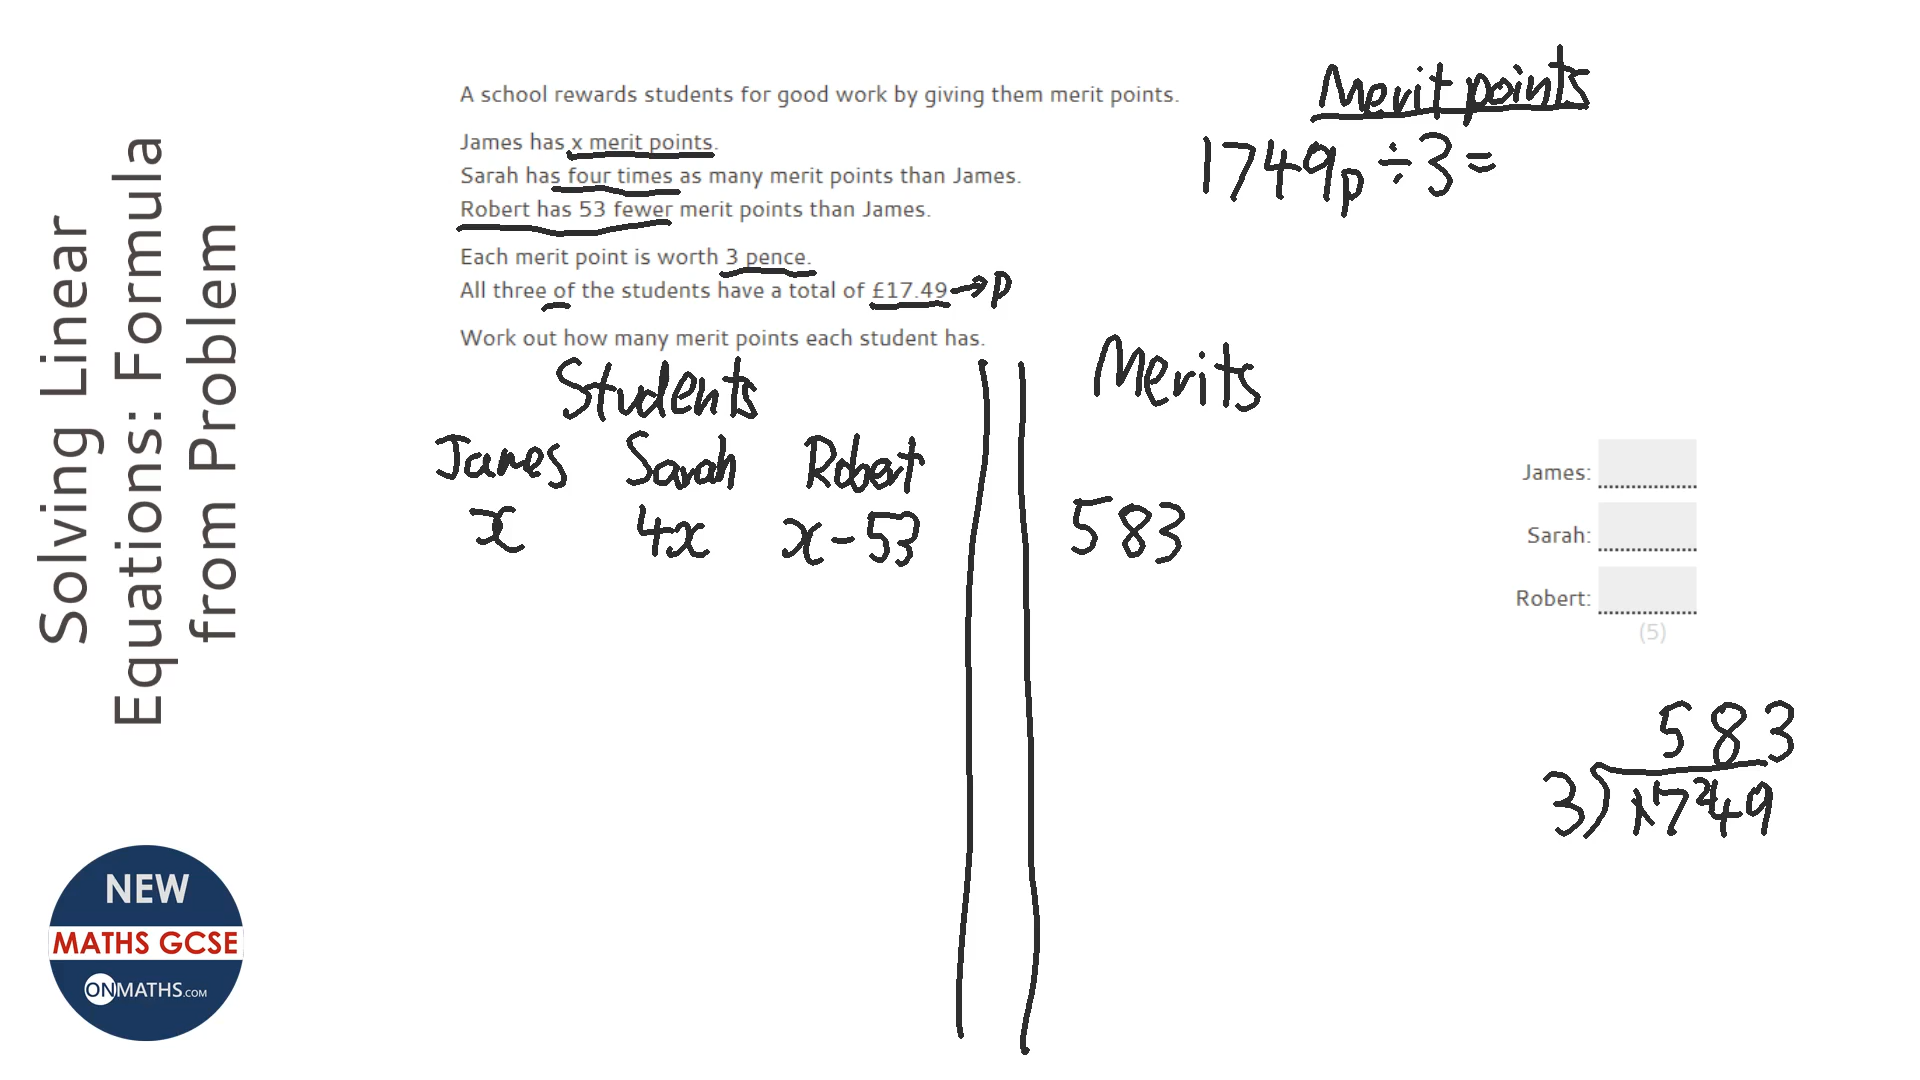 Solving Linear
Equations: Formula
from Problem
A school rewards students for good work by giving them merit points.
James has x merit points.
Sarah has four times as many merit points than James.
Robert has 53 fewer merit points than James.
Each merit point is worth 3 pence.
All three of the students have a total of £17.49 → p
Work out how many merit points each student has.
Merit points
1749p ÷ 3 =
Students
Merits
James Sarah Robert
x 4x x - 53
583
James:
Sarah:
Robert:
(5)
583
3) 1 17 24 9
NEW
MATHS GCSE
ONMATHS.COM